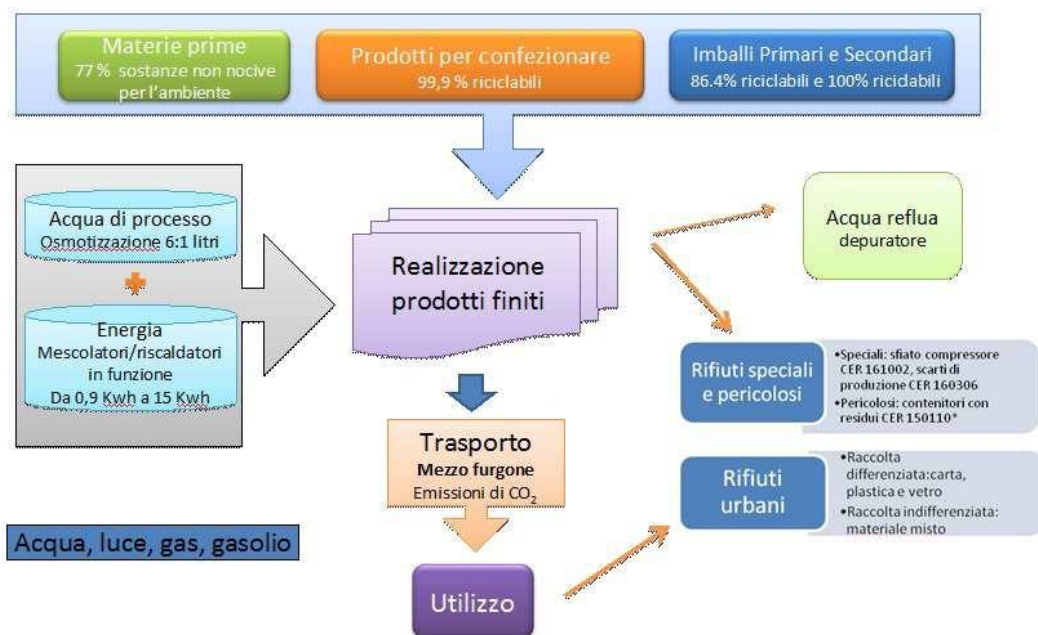 Materie prime
77 % sostanze non nocive
per l'ambiente
Prodotti per confezionare
99,9 % riciclabili
Imballi Primari e Secondari
86.4% riciclabili e 100% riciclabili
Acqua di processo
Osmotizzazione 6:1 litri
Energia
Mescolatori/riscaldatori
in funzione
Da 0,9 Kwh a 15 Kwh
Realizzazione
prodotti finiti
Acqua reflua
depuratore
Rifiuti speciali
e pericolosi
•Speciali: sfiato compressore
CER 161002, scarti di
produzione CER 160306
•Pericolosi: contenitori con
residui CER 150110*
Trasporto
Mezzo furgone
Emissioni di CO₂
Rifiuti
urbani
•Raccolta
differenziata:carta,
plastica e vetro
•Raccolta indifferenziata:
materiale misto
Acqua, luce, gas, gasolio
Utilizzo